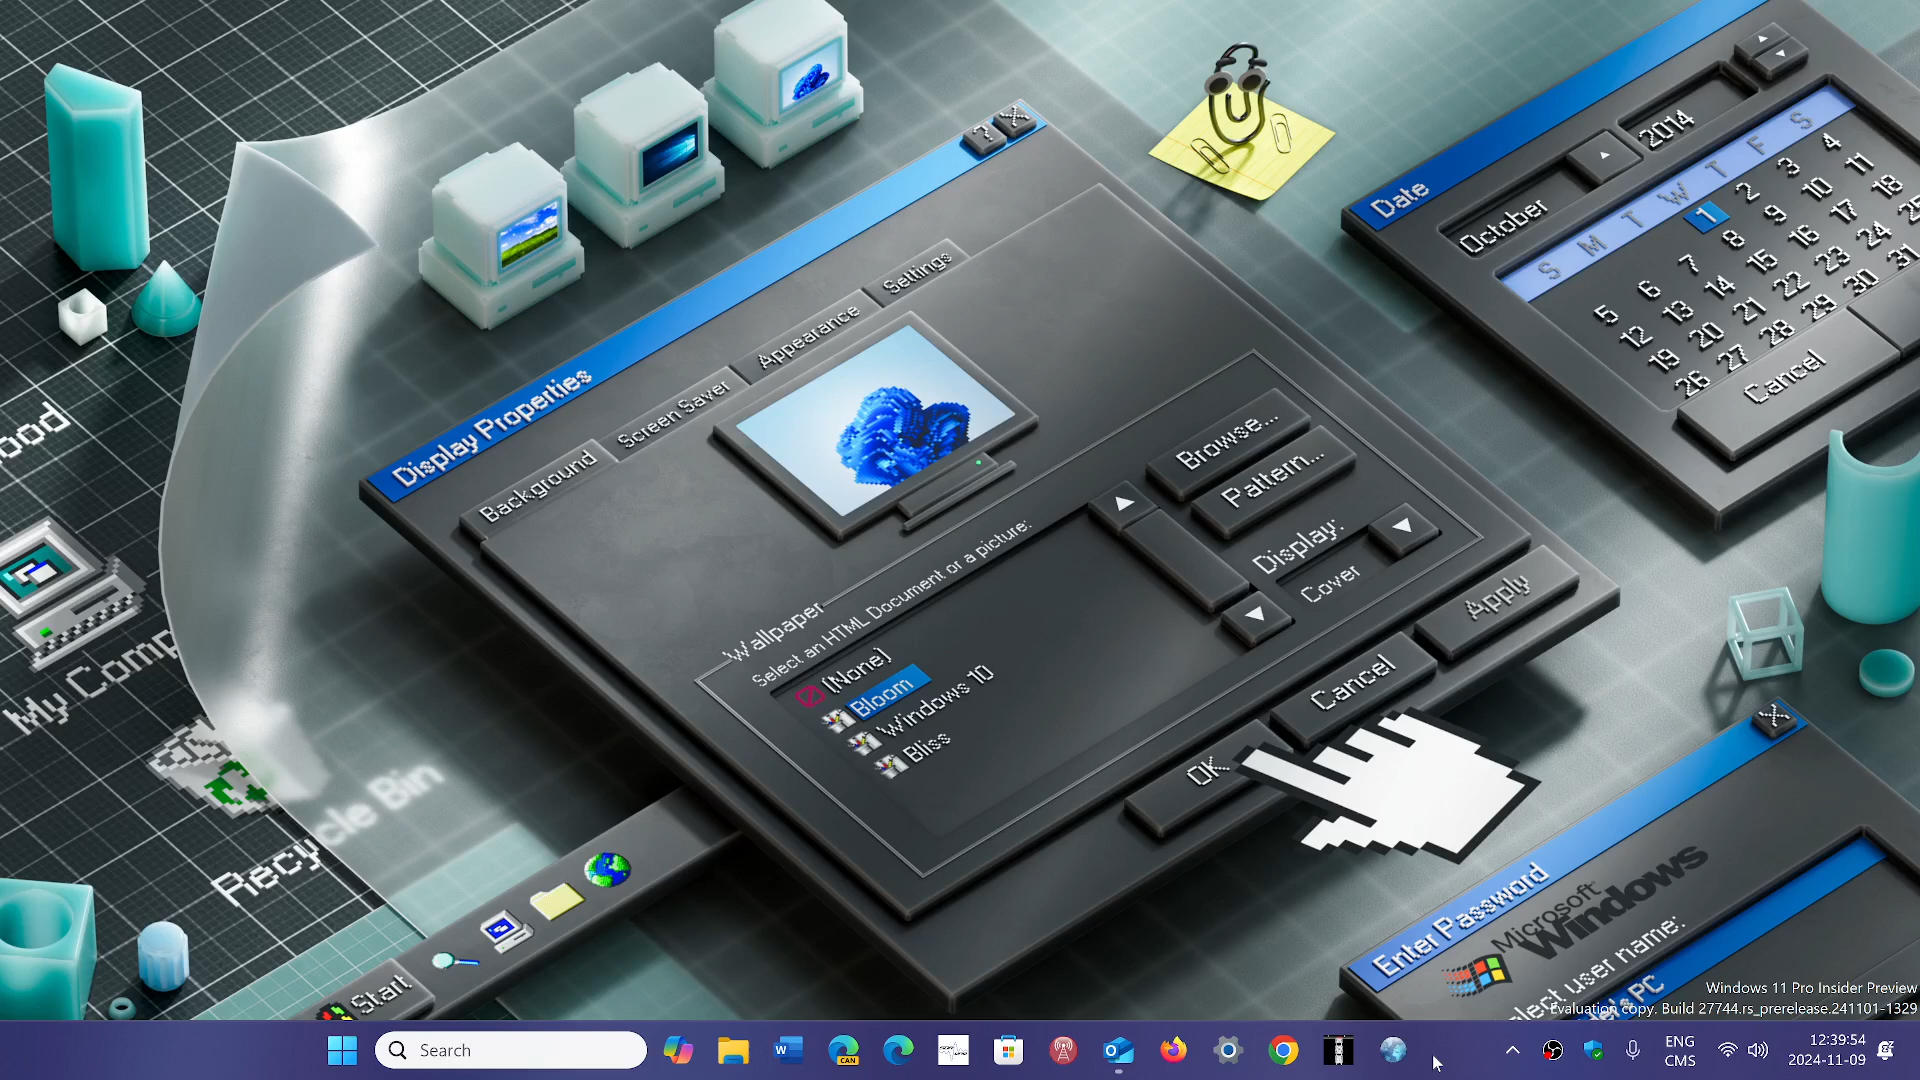 ?
X
2014
Date
October
S M T W T F S
1 2 3 4
5 6 7 8 9 10 11
12 13 14 15 16 17 18
19 20 21 22 23 24 25
26 27 28 29 30 31
Cancel
Display Properties
Background
Screen Saver
Appearance
Settings
Browse...
Pattern...
Display:
Cover
Wallpaper
Select an HTML Document or a picture:
(None)
Bloom
Windows 10
Bliss
OK
Cancel
Apply
ood
My Comp
Recycle Bin
Start
X
Enter Password
Microsoft
Windows
elect user name:
's PC
Windows 11 Pro Insider Preview
Evaluation copy. Build 27744.rs_prerelease.241101-1329
Search
W
CAN
ENG
CMS
12:39:54
2024-11-09